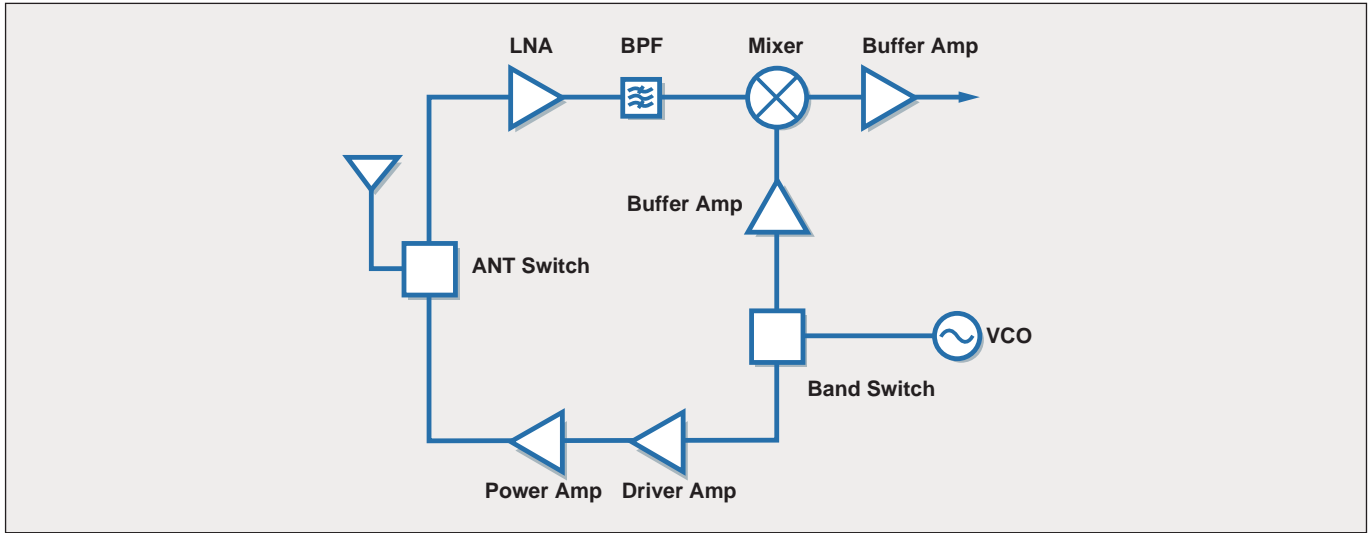 LNA
BPF
Mixer
Buffer Amp
Buffer Amp
ANT Switch
VCO
Band Switch
Power Amp
Driver Amp